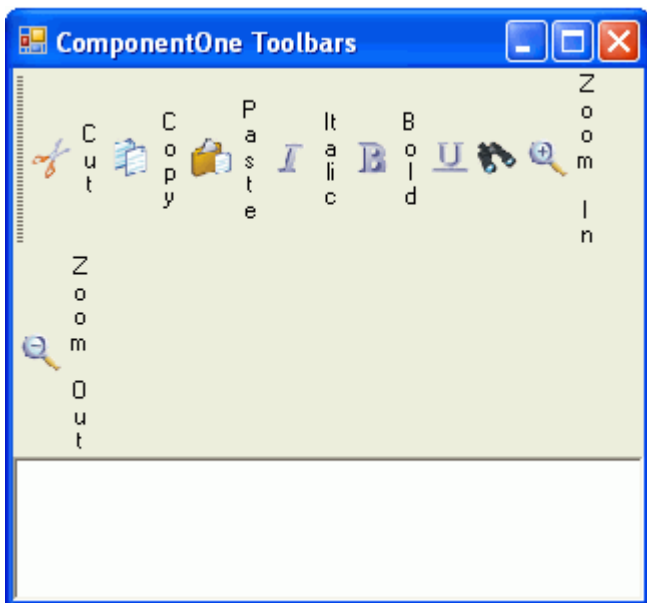 ComponentOne Toolbars
Cut
Copy
Paste
Italic
Bold
Zoom In
Zoom Out